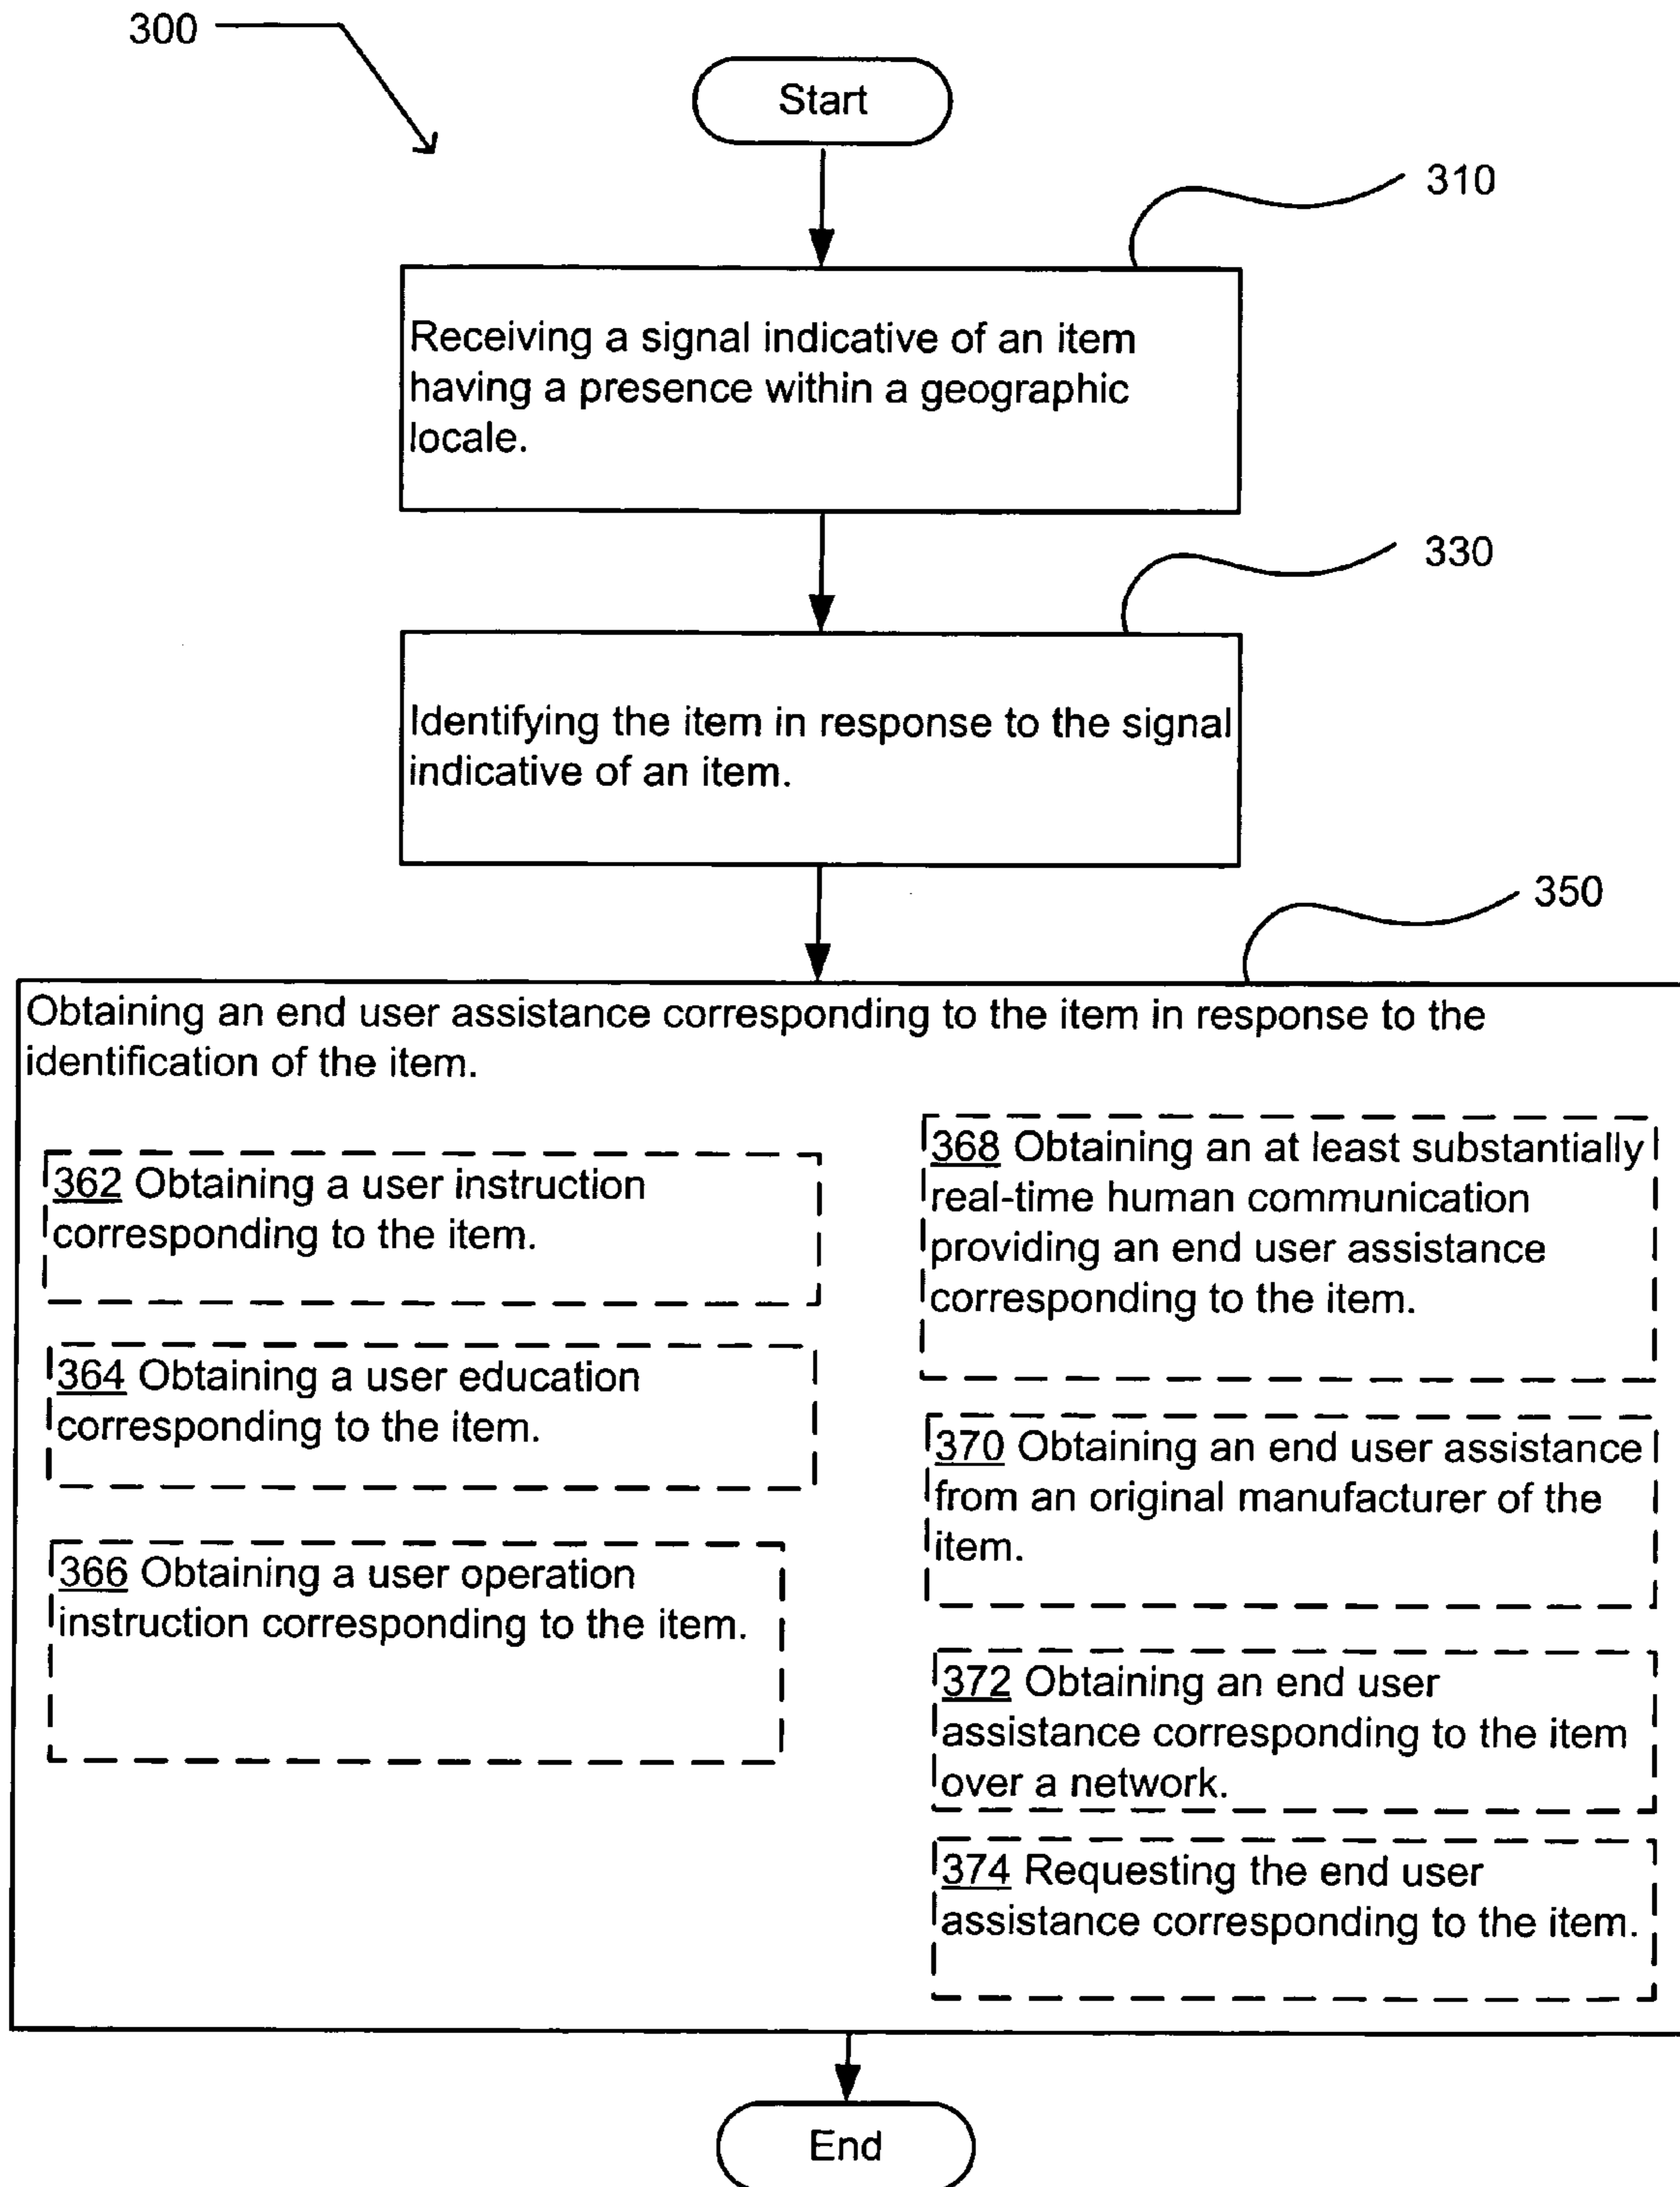 300
Start
310
Receiving a signal indicative of an item
having a presence within a geographic
locale.
330
Identifying the item in response to the signal
indicative of an item.
350
Obtaining an end user assistance corresponding to the item in response to the
identification of the item.
362 Obtaining a user instruction
corresponding to the item.
364 Obtaining a user education
corresponding to the item.
366 Obtaining a user operation
instruction corresponding to the item.
368 Obtaining an at least substantially
real-time human communication
providing an end user assistance
corresponding to the item.
370 Obtaining an end user assistance
from an original manufacturer of the
item.
372 Obtaining an end user
assistance corresponding to the item
over a network.
374 Requesting the end user
assistance corresponding to the item.
End